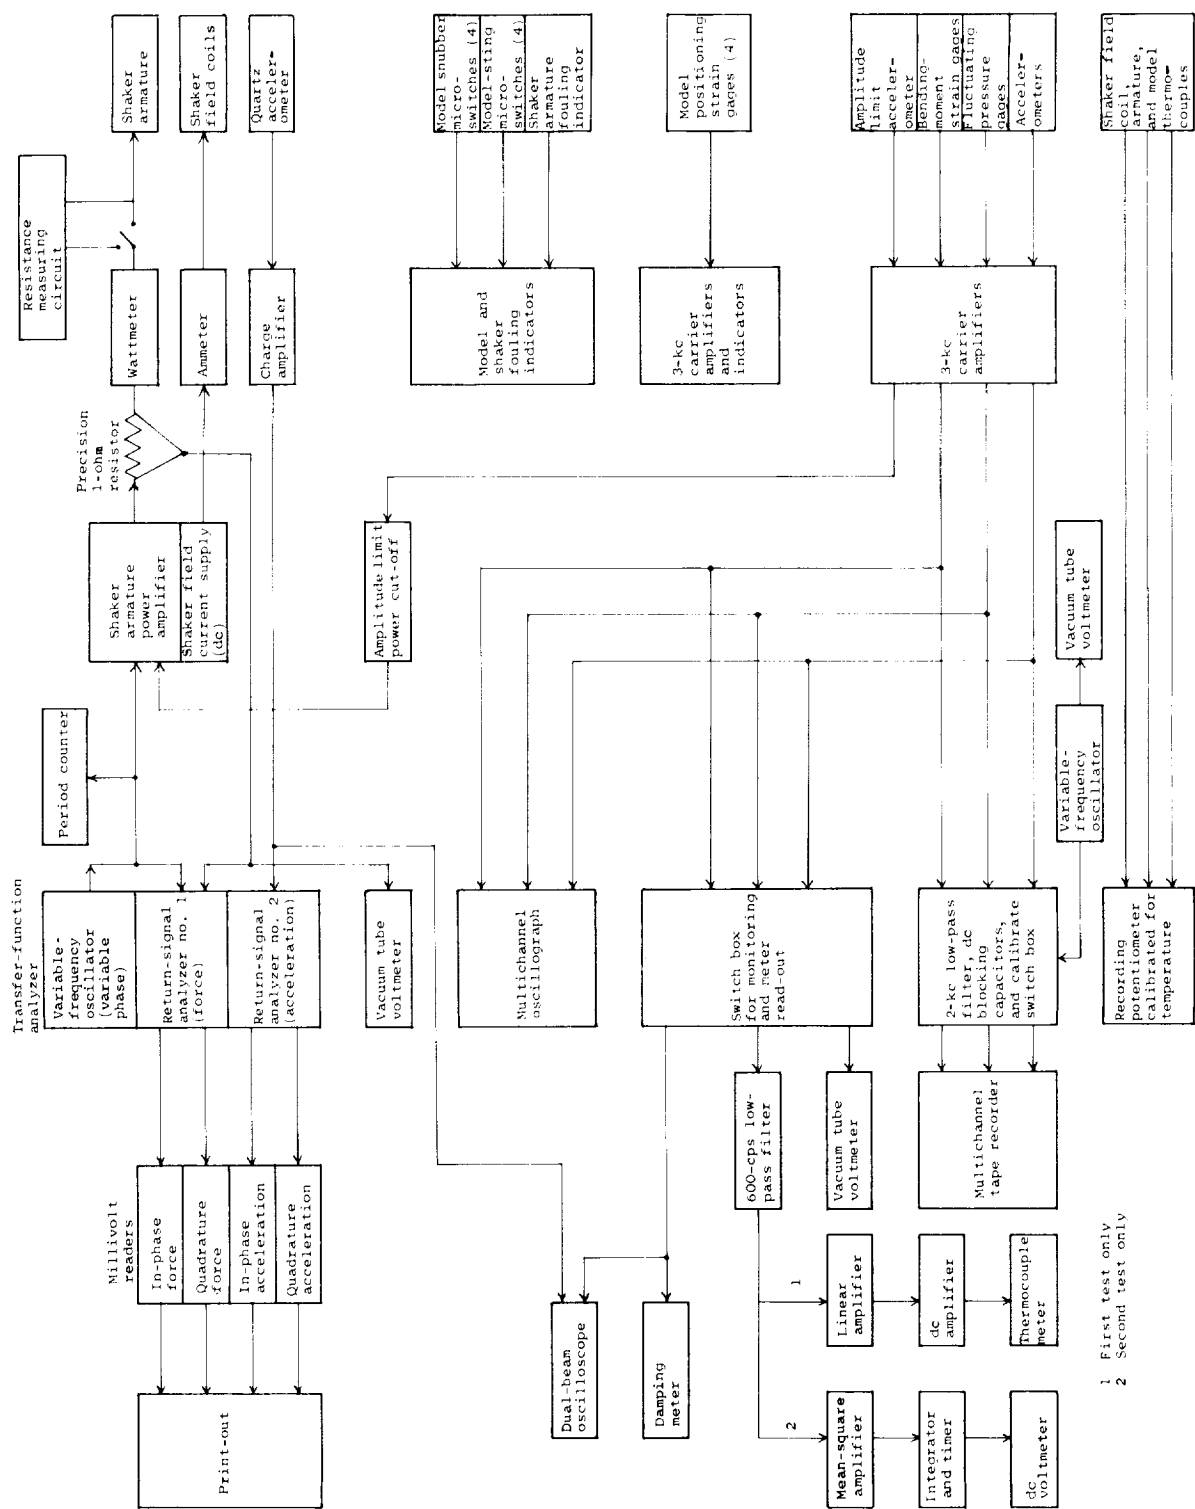 Shaker
armature
Shaker
field coils
Quartz
acceler-
ometer
Model snubber
micro-
switches (4)
Model-sting
micro-
switches (4)
Shaker
armature
fouling
indicator
Model
positioning
strain
gages (4)
Amplitude
limit
acceler-
ometer
Bending-
moment
strain gages
Fluctuating
pressure
gages
Acceler-
ometers
Shaker field
coil,
armature,
and model
thermo-
couples
Resistance
measuring
circuit
Wattmeter
Ammeter
Charge
amplifier
Model and
shaker
fouling
indicators
3-kc
carrier
amplifiers
and
indicators
3-kc
carrier
amplifiers
Precision
1-ohm
resistor
Shaker
armature
power
amplifier
Shaker field
current supply
(dc)
Amplitude limit
power cut-off
Vacuum tube
voltmeter
Period counter
Variable-
frequency
oscillator
Transfer-function
analyzer
Variable-
frequency
oscillator
(variable
phase)
Return-signal
analyzer no. 1
(force)
Return-signal
analyzer no. 2
(acceleration)
Vacuum tube
voltmeter
Multichannel
oscillograph
Switch box
for monitoring
and meter
read-out
2-kc low-pass
filter, dc
blocking
capacitors,
and calibrate
switch box
Recording
potentiometer
calibrated for
temperature
Millivolt
readers
In-phase
force
Quadrature
force
In-phase
acceleration
Quadrature
acceleration
600-cps low-
pass filter
Vacuum tube
voltmeter
Multichannel
tape recorder
Print-out
Dual-beam
oscilloscope
Damping
meter
1
Linear
amplifier
dc
amplifier
Thermocouple
meter
2
Mean-square
amplifier
Integrator
and timer
dc
voltmeter
1 First test only
2 Second test only